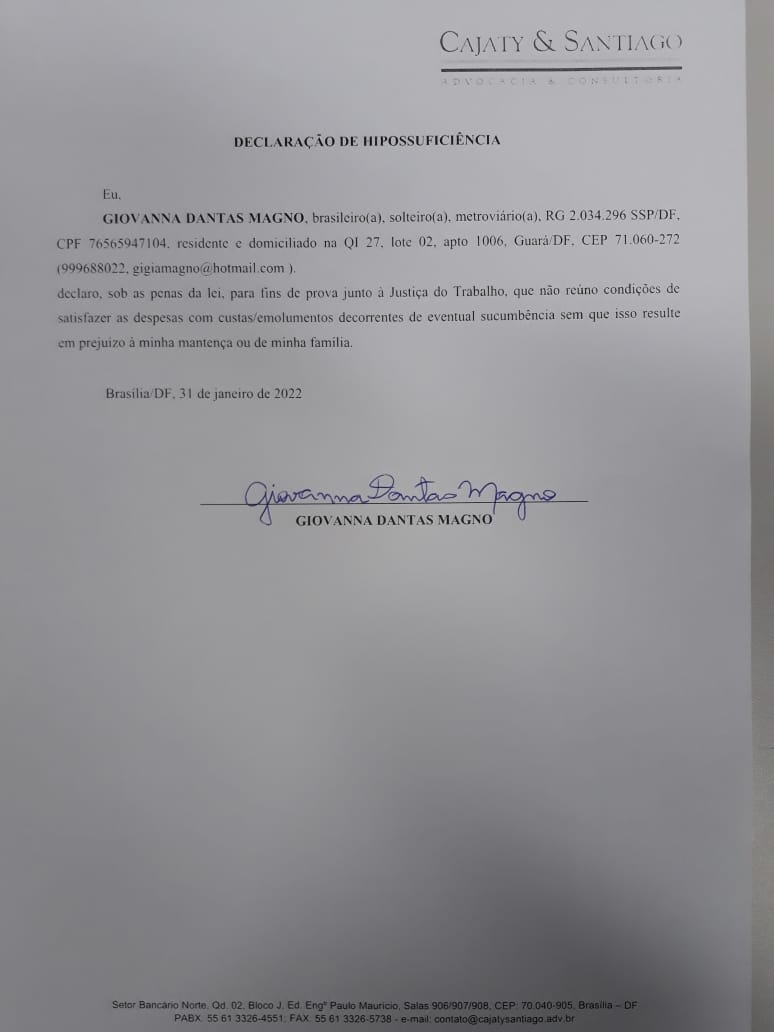 CAJATY & SANTIAGO
ADVOCACIA & CONSULTORIA
DECLARAÇÃO DE HIPOSSUFICIÊNCIA
Eu,
GIOVANNA DANTAS MAGNO, brasileiro(a), solteiro(a), metroviário(a), RG 2.034.296 SSP/DF,
CPF 76565947104, residente e domiciliado na QI 27, lote 02, apto 1006, Guará/DF, CEP 71.060-272
(999688022, gigiamagno@hotmail.com ).
declaro, sob as penas da lei, para fins de prova junto à Justiça do Trabalho, que não reúno condições de
satisfazer as despesas com custas/emolumentos decorrentes de eventual sucumbência sem que isso resulte
em prejuízo à minha mantença ou de minha família.
Brasília/DF, 31 de janeiro de 2022
Giovanna Dantas Magno
GIOVANNA DANTAS MAGNO
Setor Bancário Norte, Qd. 02, Bloco J, Ed. Engº Paulo Maurício, Salas 906/907/908, CEP: 70.040-905, Brasília – DF
PABX. 55 61 3326-4551; FAX. 55 61 3326-5738 - e-mail: contato@cajatysantiago.adv.br